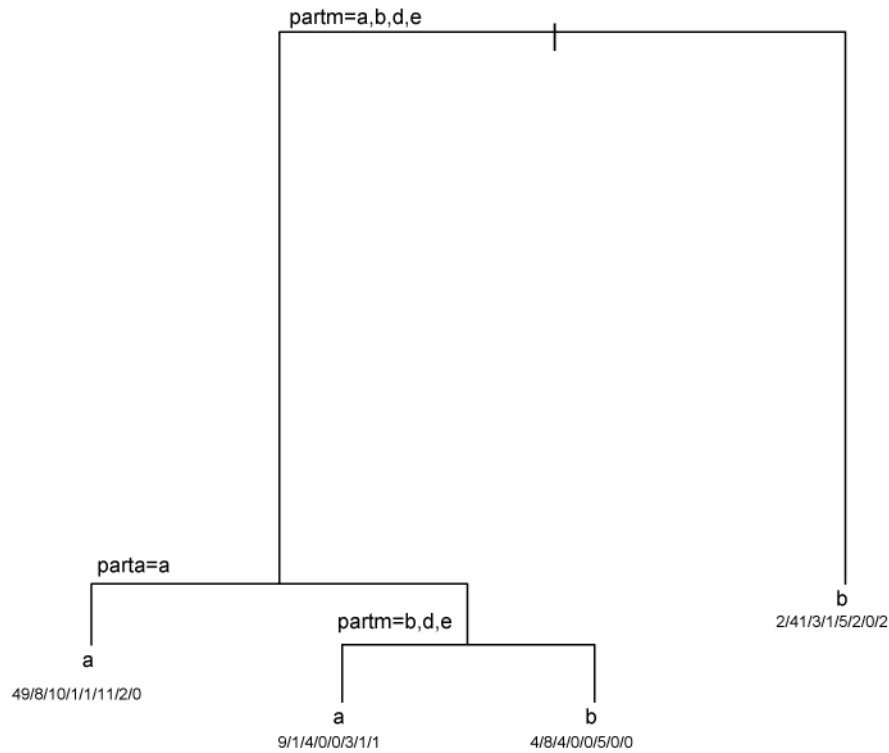 partm=a,b,d,e
parta=a
b
2/41/3/1/5/2/0/2
partm=b,d,e
a
49/8/10/1/1/11/2/0
a
b
9/1/4/0/0/3/1/1
4/8/4/0/0/5/0/0